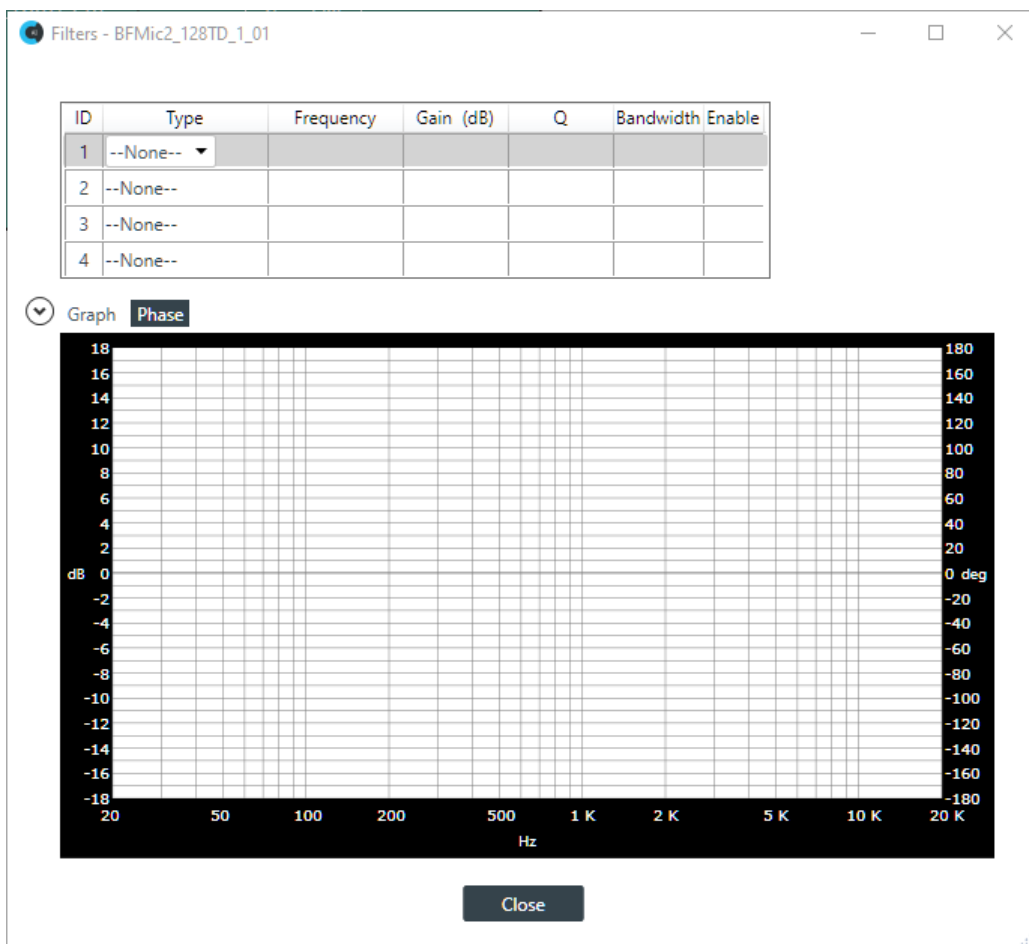 Filters - BFMic2_128TD_1_01
ID Type Frequency Gain (dB) Q Bandwidth Enable
1 --None--
2 --None--
3 --None--
4 --None--
Graph Phase
18 180
16 160
14 140
12 120
10 100
8 80
6 60
4 40
2 20
dB 0 0 deg
-2 -20
-4 -40
-6 -60
-8 -80
-10 -100
-12 -120
-14 -140
-16 -160
-18 -180
20 50 100 200 500 1 K 2 K 5 K 10 K 20 K
Hz
Close